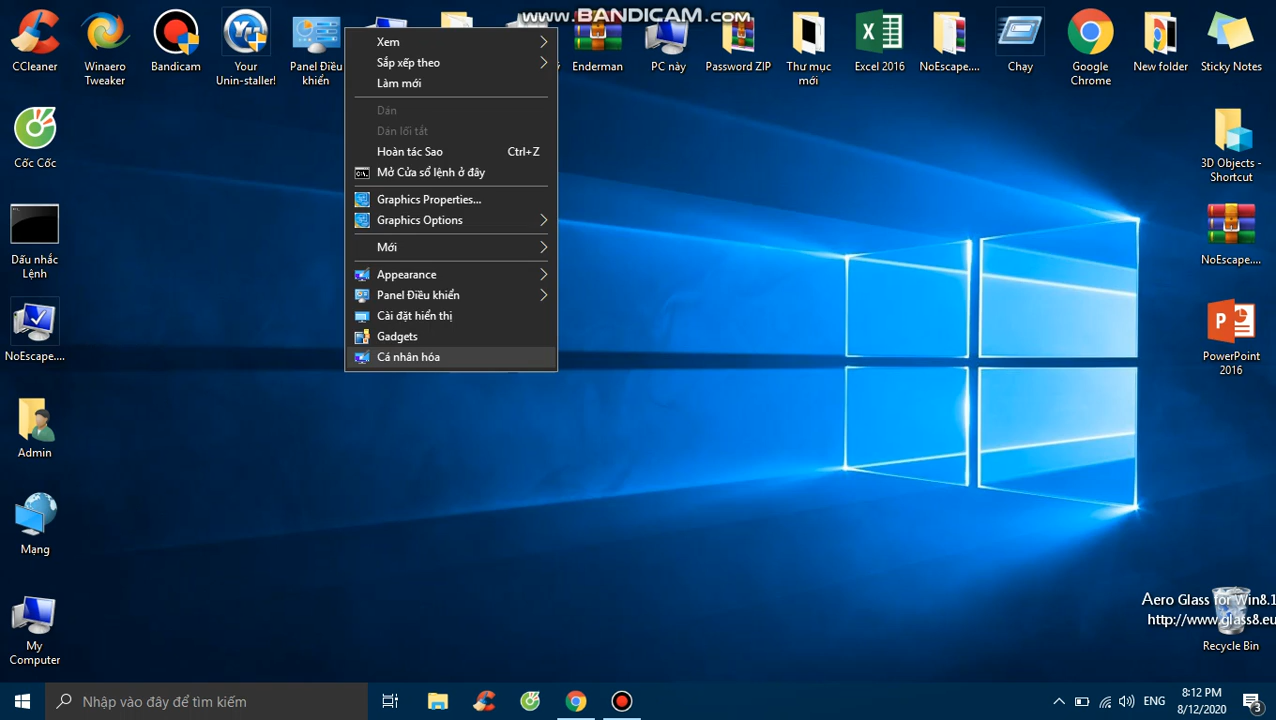 www.BANDICAM.com
CCleaner
Winaero
Tweaker
Bandicam
Your
Unin-staller!
Panel Điều
khiển
Enderman
PC này
Password ZIP
Thư mục
mới
Excel 2016
NoEscape....
Chạy
Google
Chrome
New folder
Sticky Notes
Xem
Sắp xếp theo
Làm mới
Dán
Dán lối tắt
Hoàn tác Sao Ctrl+Z
Mở Cửa sổ lệnh ở đây
Graphics Properties...
Graphics Options
Mới
Appearance
Panel Điều khiển
Cài đặt hiển thị
Gadgets
Cá nhân hóa
Cốc Cốc
Dấu nhắc
Lệnh
NoEscape....
Admin
Mạng
My
Computer
3D Objects -
Shortcut
NoEscape....
PowerPoint
2016
Aero Glass for Win8.1
http://www.glass8.eu
Recycle Bin
Nhập vào đây để tìm kiếm
ENG
8:12 PM
8/12/2020
3